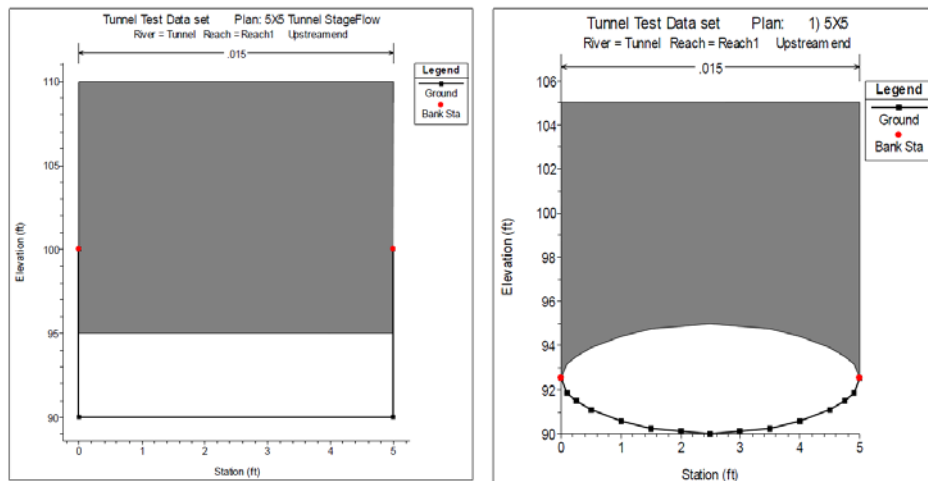 Tunnel Test Data set Plan: 5X5 Tunnel StageFlow
River = Tunnel Reach = Reach1 Upstream end
.015
Legend
Ground
Bank Sta
110
105
100
95
90
Elevation (ft)
0 1 2 3 4 5
Station (ft)
Tunnel Test Data set Plan: 1) 5X5
River = Tunnel Reach = Reach1 Upstream end
.015
Legend
Ground
Bank Sta
106
104
102
100
98
96
94
92
90
Elevation (ft)
0 1 2 3 4 5
Station (ft)